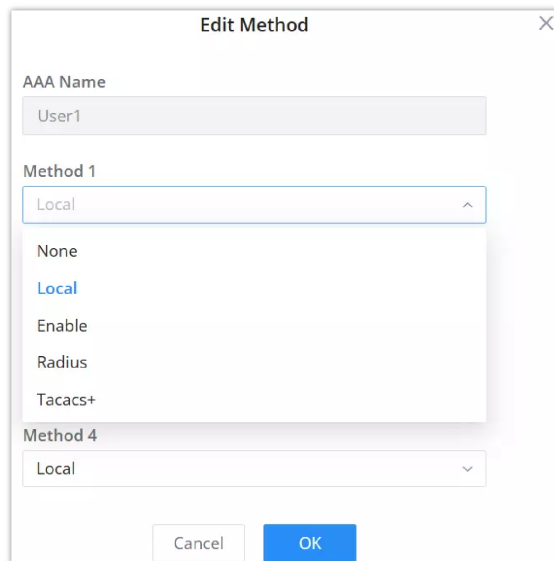 Edit Method
AAA Name
User1
Method 1
Local
None
Local
Enable
Radius
Tacacs+
Method 4
Local
Cancel
OK